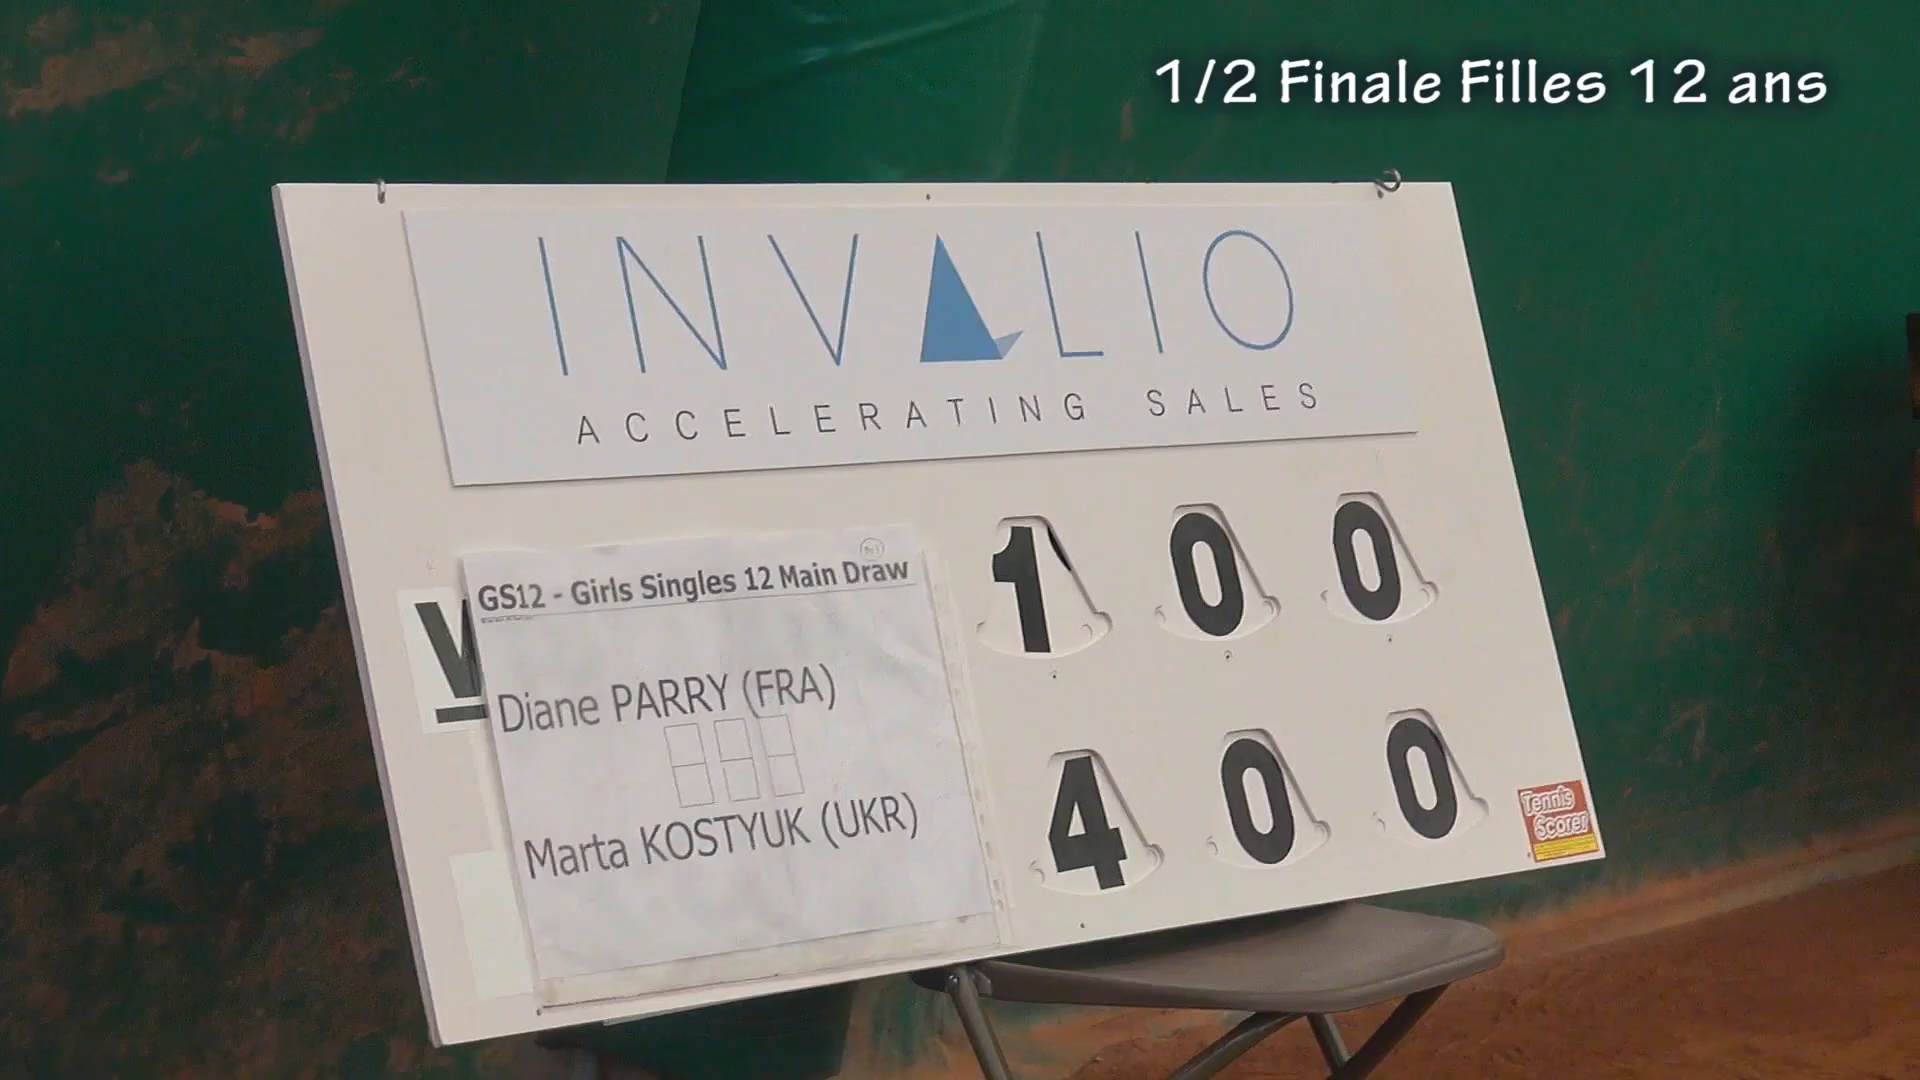 1/2 Finale Filles 12 ans
INVALIO
ACCELERATING SALES
GS12 - Girls Singles 12 Main Draw
1 0 0
Diane PARRY (FRA)
4 0 0
Marta KOSTYUK (UKR)
Tennis
Scorer